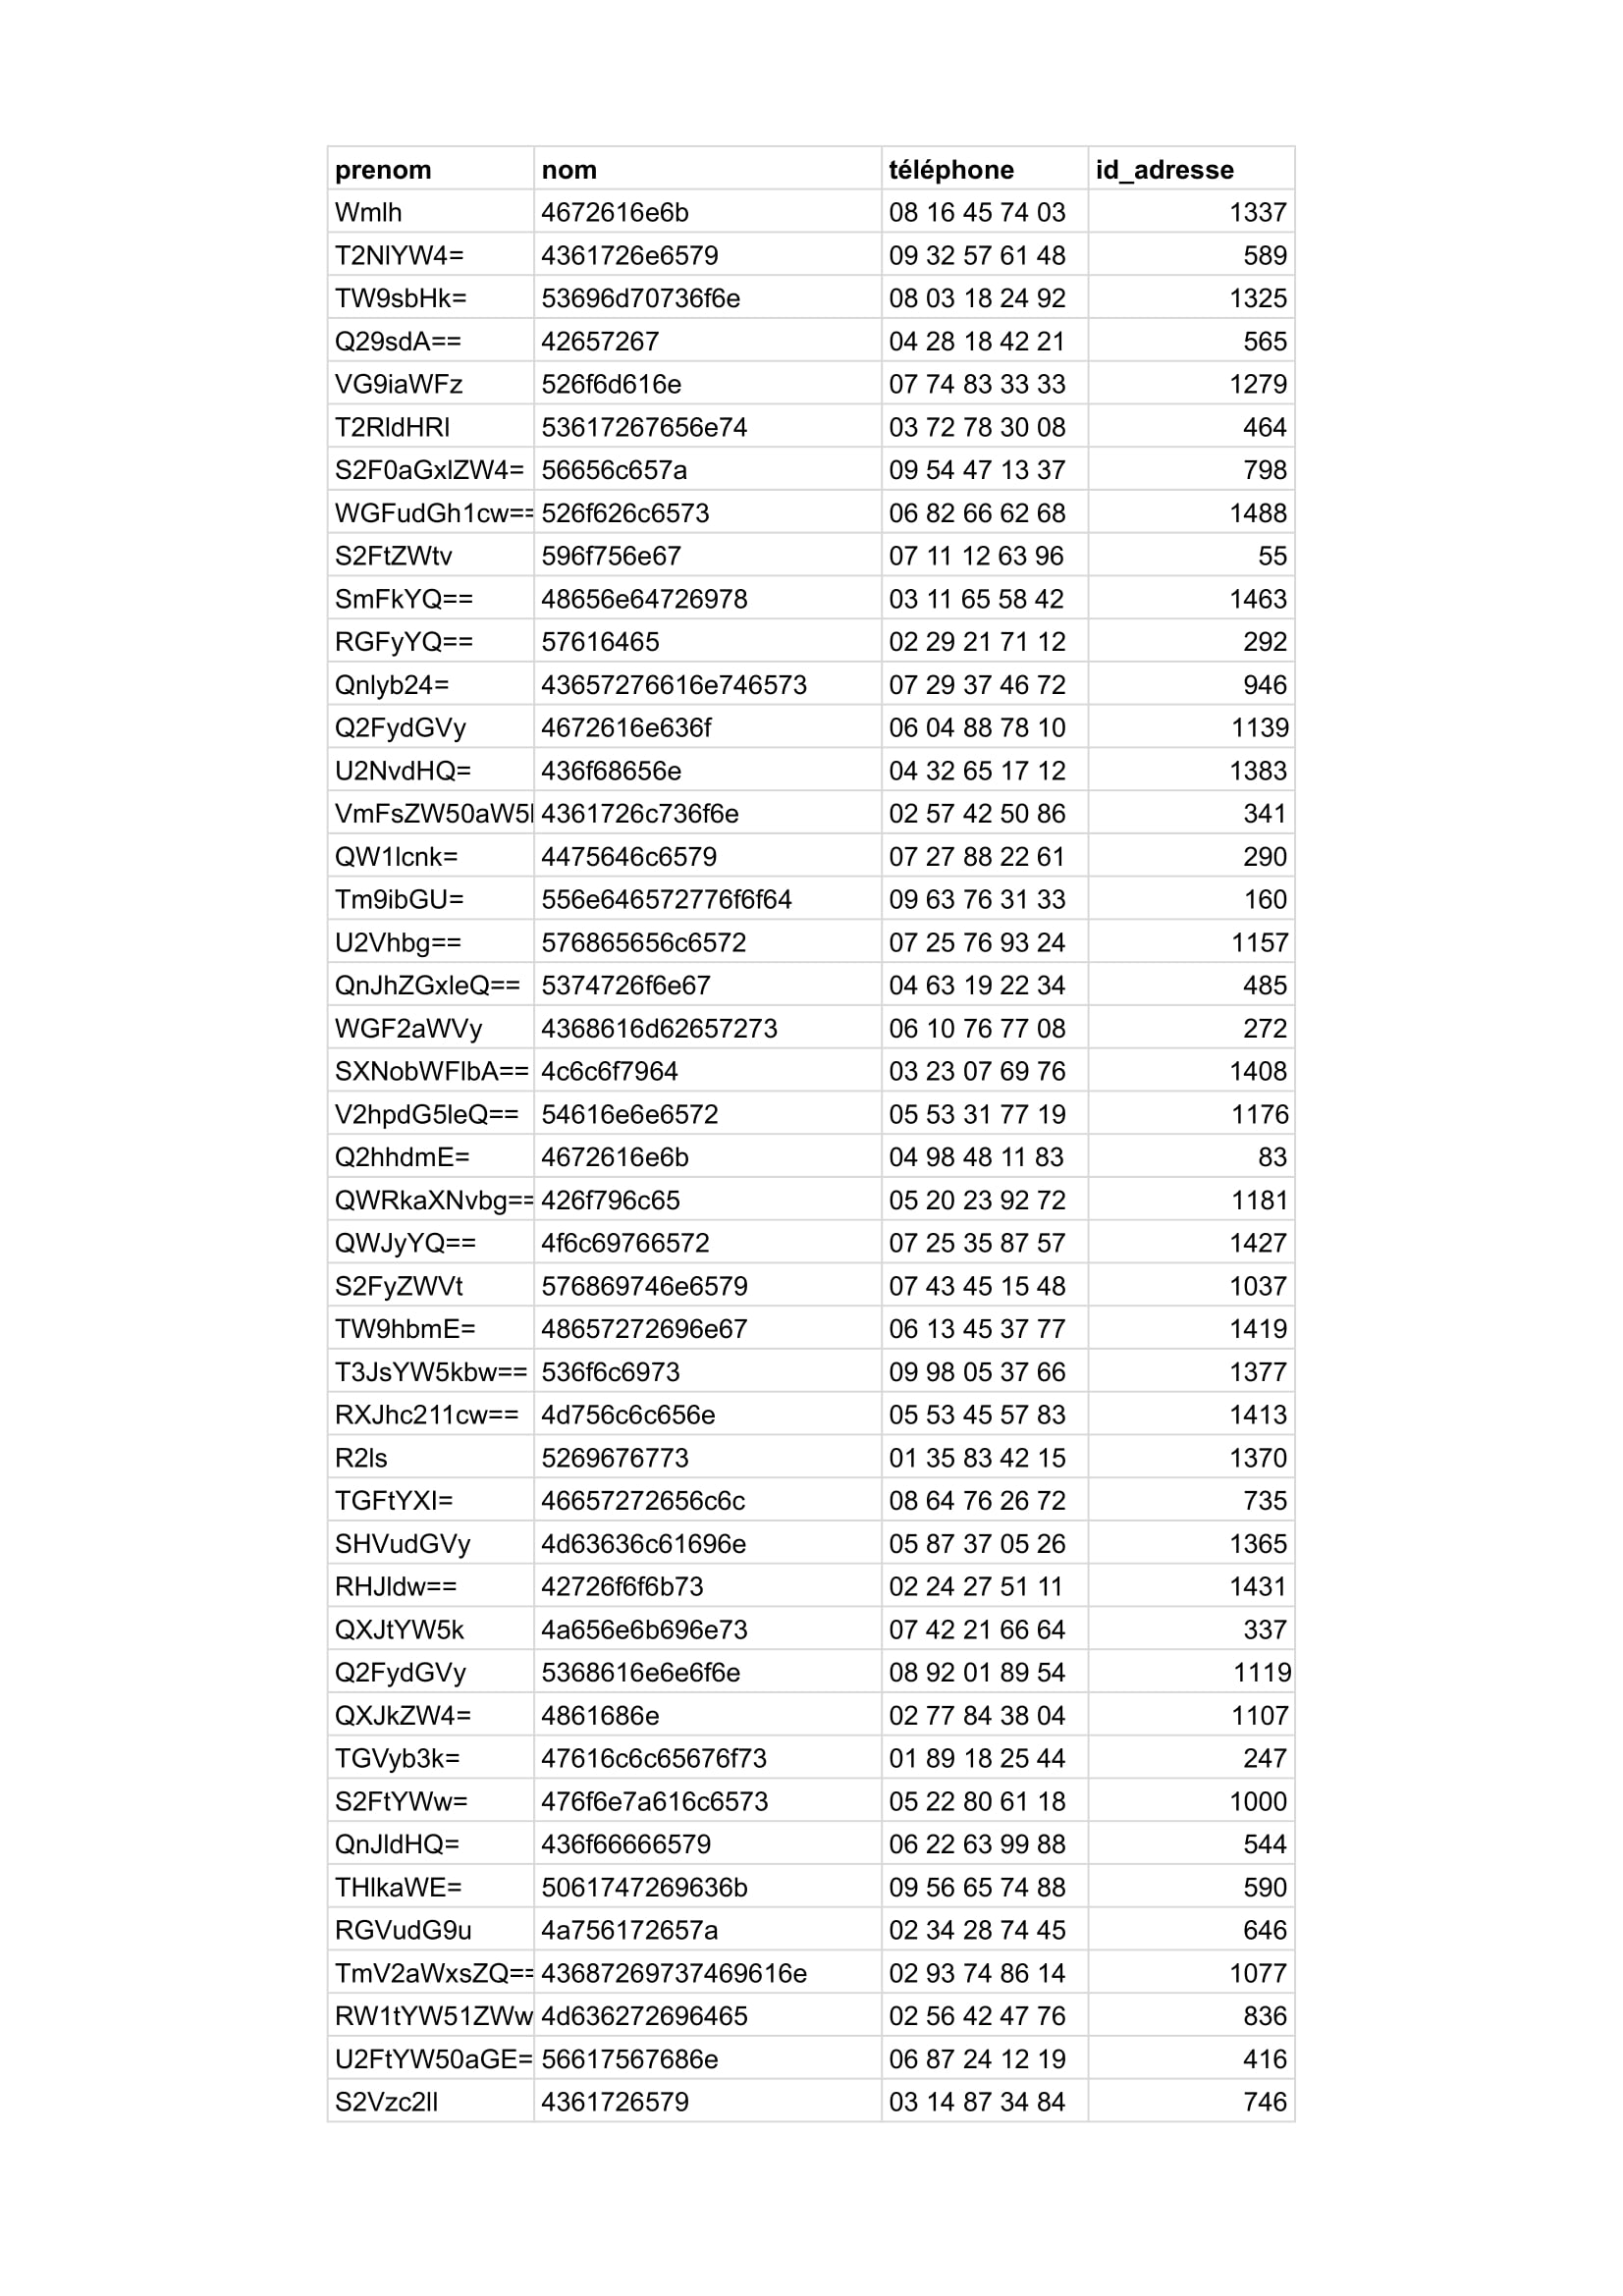 prenom nom téléphone id_adresse
Wmlh 4672616e6b 08 16 45 74 03 1337
T2NlYW4= 4361726e6579 09 32 57 61 48 589
TW9sbHk= 53696d70736f6e 08 03 18 24 92 1325
Q29sdA== 42657267 04 28 18 42 21 565
VG9iaWFz 526f6d616e 07 74 83 33 33 1279
T2RldHRl 53617267656e74 03 72 78 30 08 464
S2F0aGxlZW4= 56656c657a 09 54 47 13 37 798
WGFudGh1cw== 526f626c6573 06 82 66 62 68 1488
S2FtZWtv 596f756e67 07 11 12 63 96 55
SmFkYQ== 48656e64726978 03 11 65 58 42 1463
RGFyYQ== 57616465 02 29 21 71 12 292
Qnlyb24= 43657276616e746573 07 29 37 46 72 946
Q2FydGVy 4672616e636f 06 04 88 78 10 1139
U2NvdHQ= 436f68656e 04 32 65 17 12 1383
VmFsZW50aW5l 4361726c736f6e 02 57 42 50 86 341
QW1lcnk= 4475646c6579 07 27 88 22 61 290
Tm9ibGU= 556e646572776f6f64 09 63 76 31 33 160
U2Vhbg== 576865656c6572 07 25 76 93 24 1157
QnJhZGxleQ== 5374726f6e67 04 63 19 22 34 485
WGF2aWVy 4368616d62657273 06 10 76 77 08 272
SXNobWFlbA== 4c6c6f7964 03 23 07 69 76 1408
V2hpdG5leQ== 54616e6e6572 05 53 31 77 19 1176
Q2hhdmE= 4672616e6b 04 98 48 11 83 83
QWRkaXNvbg== 426f796c65 05 20 23 92 72 1181
QWJyYQ== 4f6c69766572 07 25 35 87 57 1427
S2FyZWVt 576869746e6579 07 43 45 15 48 1037
TW9hbmE= 48657272696e67 06 13 45 37 77 1419
T3JsYW5kbw== 536f6c6973 09 98 05 37 66 1377
RXJhc211cw== 4d756c6c656e 05 53 45 57 83 1413
R2ls 5269676773 01 35 83 42 15 1370
TGFtYXI= 46657272656c6c 08 64 76 26 72 735
SHVudGVy 4d63636c61696e 05 87 37 05 26 1365
RHJldw== 42726f6f6b73 02 24 27 51 11 1431
QXJtYW5k 4a656e6b696e73 07 42 21 66 64 337
Q2FydGVy 5368616e6e6f6e 08 92 01 89 54 1119
QXJkZW4= 4861686e 02 77 84 38 04 1107
TGVyb3k= 47616c6c65676f73 01 89 18 25 44 247
S2FtYWw= 476f6e7a616c6573 05 22 80 61 18 1000
QnJldHQ= 436f66666579 06 22 63 99 88 544
THlkaWE= 5061747269636b 09 56 65 74 88 590
RGVudG9u 4a756172657a 02 34 28 74 45 646
TmV2aWxsZQ== 43687269737469616e 02 93 74 86 14 1077
RW1tYW51ZWw 4d636272696465 02 56 42 47 76 836
U2FtYW50aGE= 56617567686e 06 87 24 12 19 416
S2Vzc2ll 4361726579 03 14 87 34 84 746